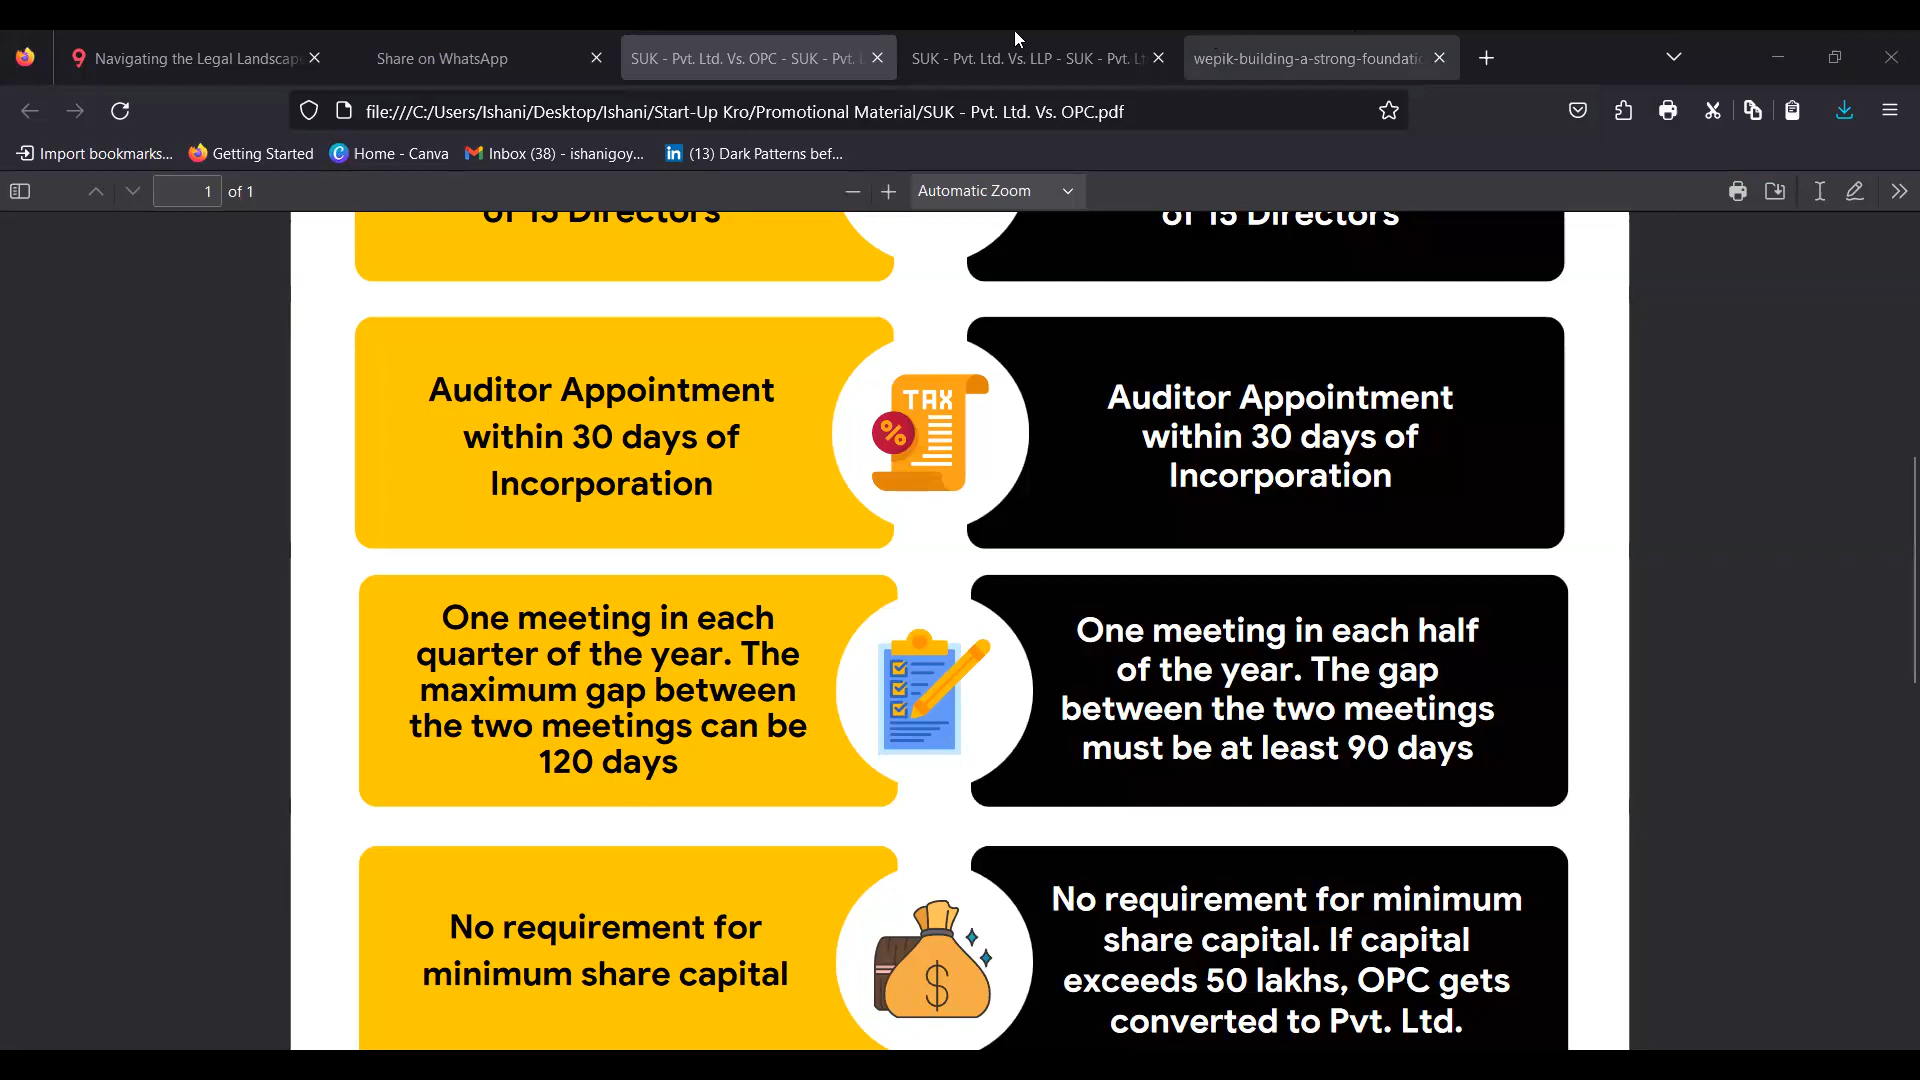 Navigating the Legal Landscap
Share on WhatsApp
SUK - Pvt. Ltd. Vs. OPC - SUK - Pvt.
SUK - Pvt. Ltd. Vs. LLP - SUK - Pvt. Lt
wepik-building-a-strong-foundati
file:///C:/Users/Ishani/Desktop/Ishani/Start-Up Kro/Promotional Material/SUK - Pvt. Ltd. Vs. OPC.pdf
Import bookmarks...
Getting Started
Home - Canva
Inbox (38) - ishanigoy...
(13) Dark Patterns bef...
1 of 1
Automatic Zoom
of 15 Directors
of 15 Directors
Auditor Appointment
within 30 days of
Incorporation
TAX
%
Auditor Appointment
within 30 days of
Incorporation
One meeting in each
quarter of the year. The
maximum gap between
the two meetings can be
120 days
One meeting in each half
of the year. The gap
between the two meetings
must be at least 90 days
No requirement for
minimum share capital
$
No requirement for minimum
share capital. If capital
exceeds 50 lakhs, OPC gets
converted to Pvt. Ltd.